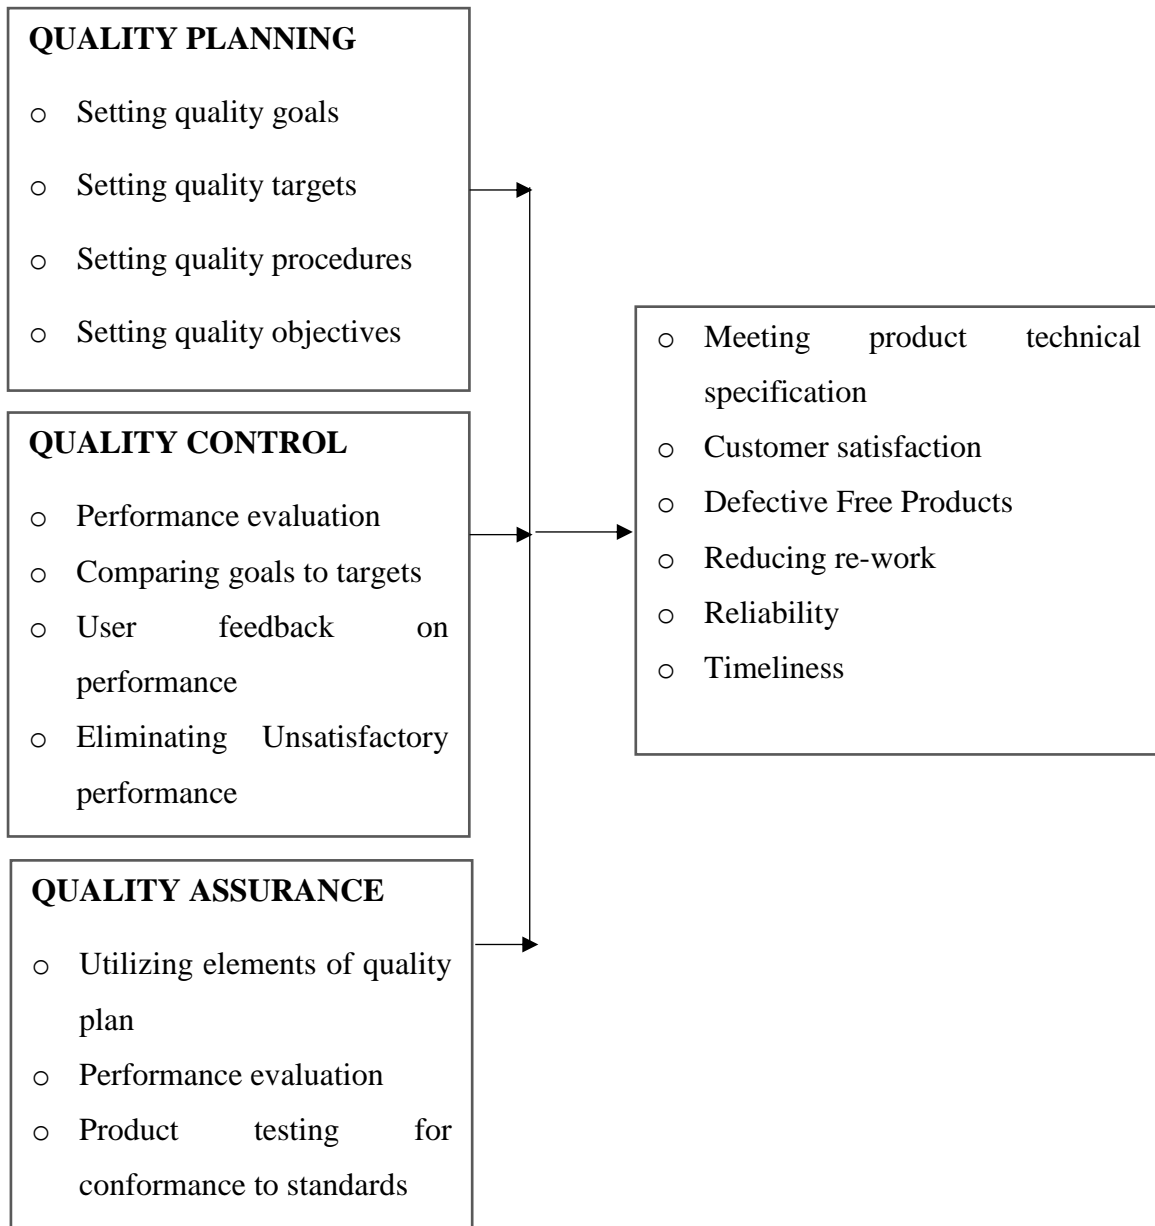 QUALITY PLANNING
o Setting quality goals
o Setting quality targets
o Setting quality procedures
o Setting quality objectives
QUALITY CONTROL
o Performance evaluation
o Comparing goals to targets
o User feedback on
performance
o Eliminating Unsatisfactory
performance
QUALITY ASSURANCE
o Utilizing elements of quality
plan
o Performance evaluation
o Product testing for
conformance to standards
o Meeting product technical
specification
o Customer satisfaction
o Defective Free Products
o Reducing re-work
o Reliability
o Timeliness